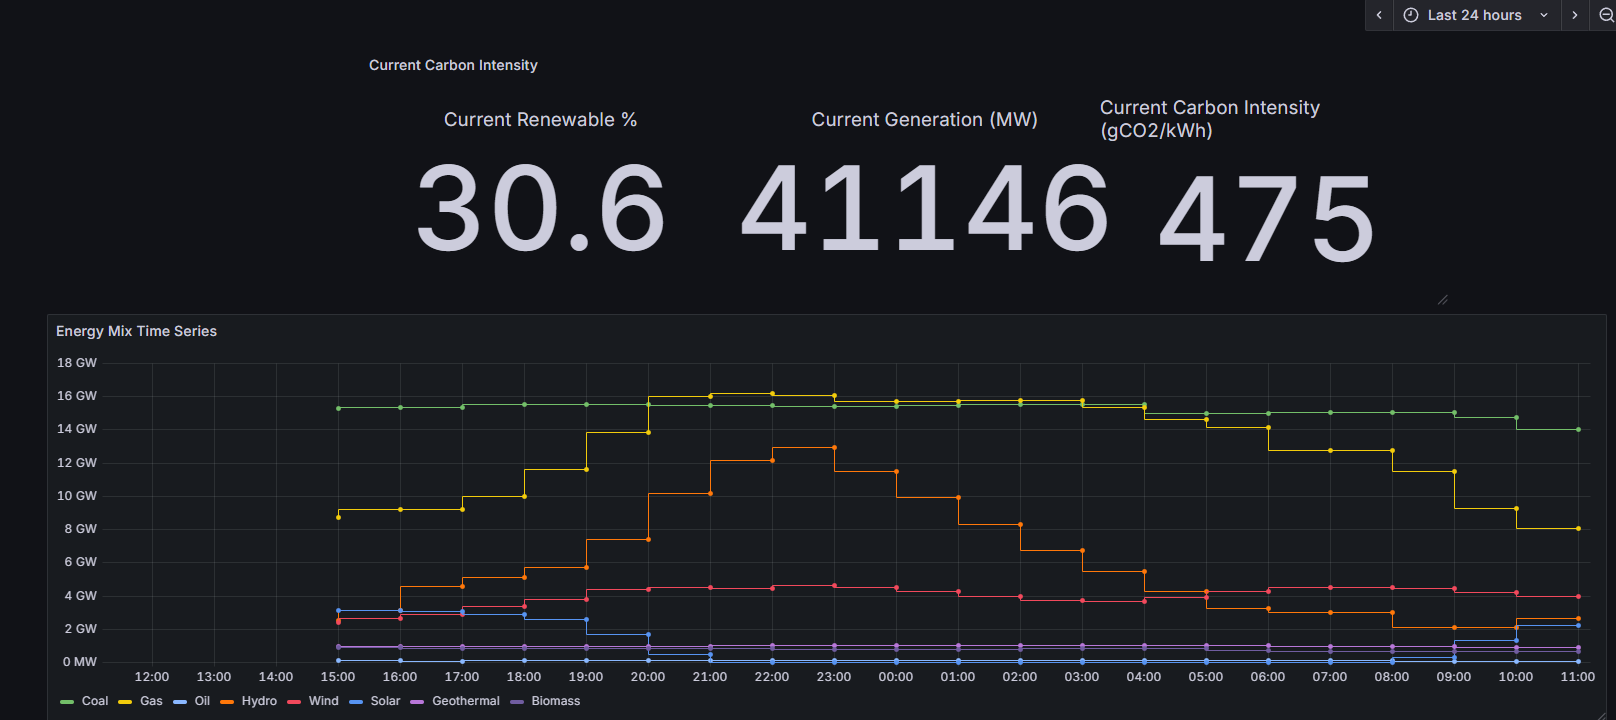 Last 24 hours
Current Carbon Intensity
Current Renewable %
30.6
Current Generation (MW)
41146
Current Carbon Intensity
(gCO2/kWh)
475
Energy Mix Time Series
18 GW
16 GW
14 GW
12 GW
10 GW
8 GW
6 GW
4 GW
2 GW
0 MW
12:00 13:00 14:00 15:00 16:00 17:00 18:00 19:00 20:00 21:00 22:00 23:00 00:00 01:00 02:00 03:00 04:00 05:00 06:00 07:00 08:00 09:00 10:00 11:00
Coal Gas Oil Hydro Wind Solar Geothermal Biomass